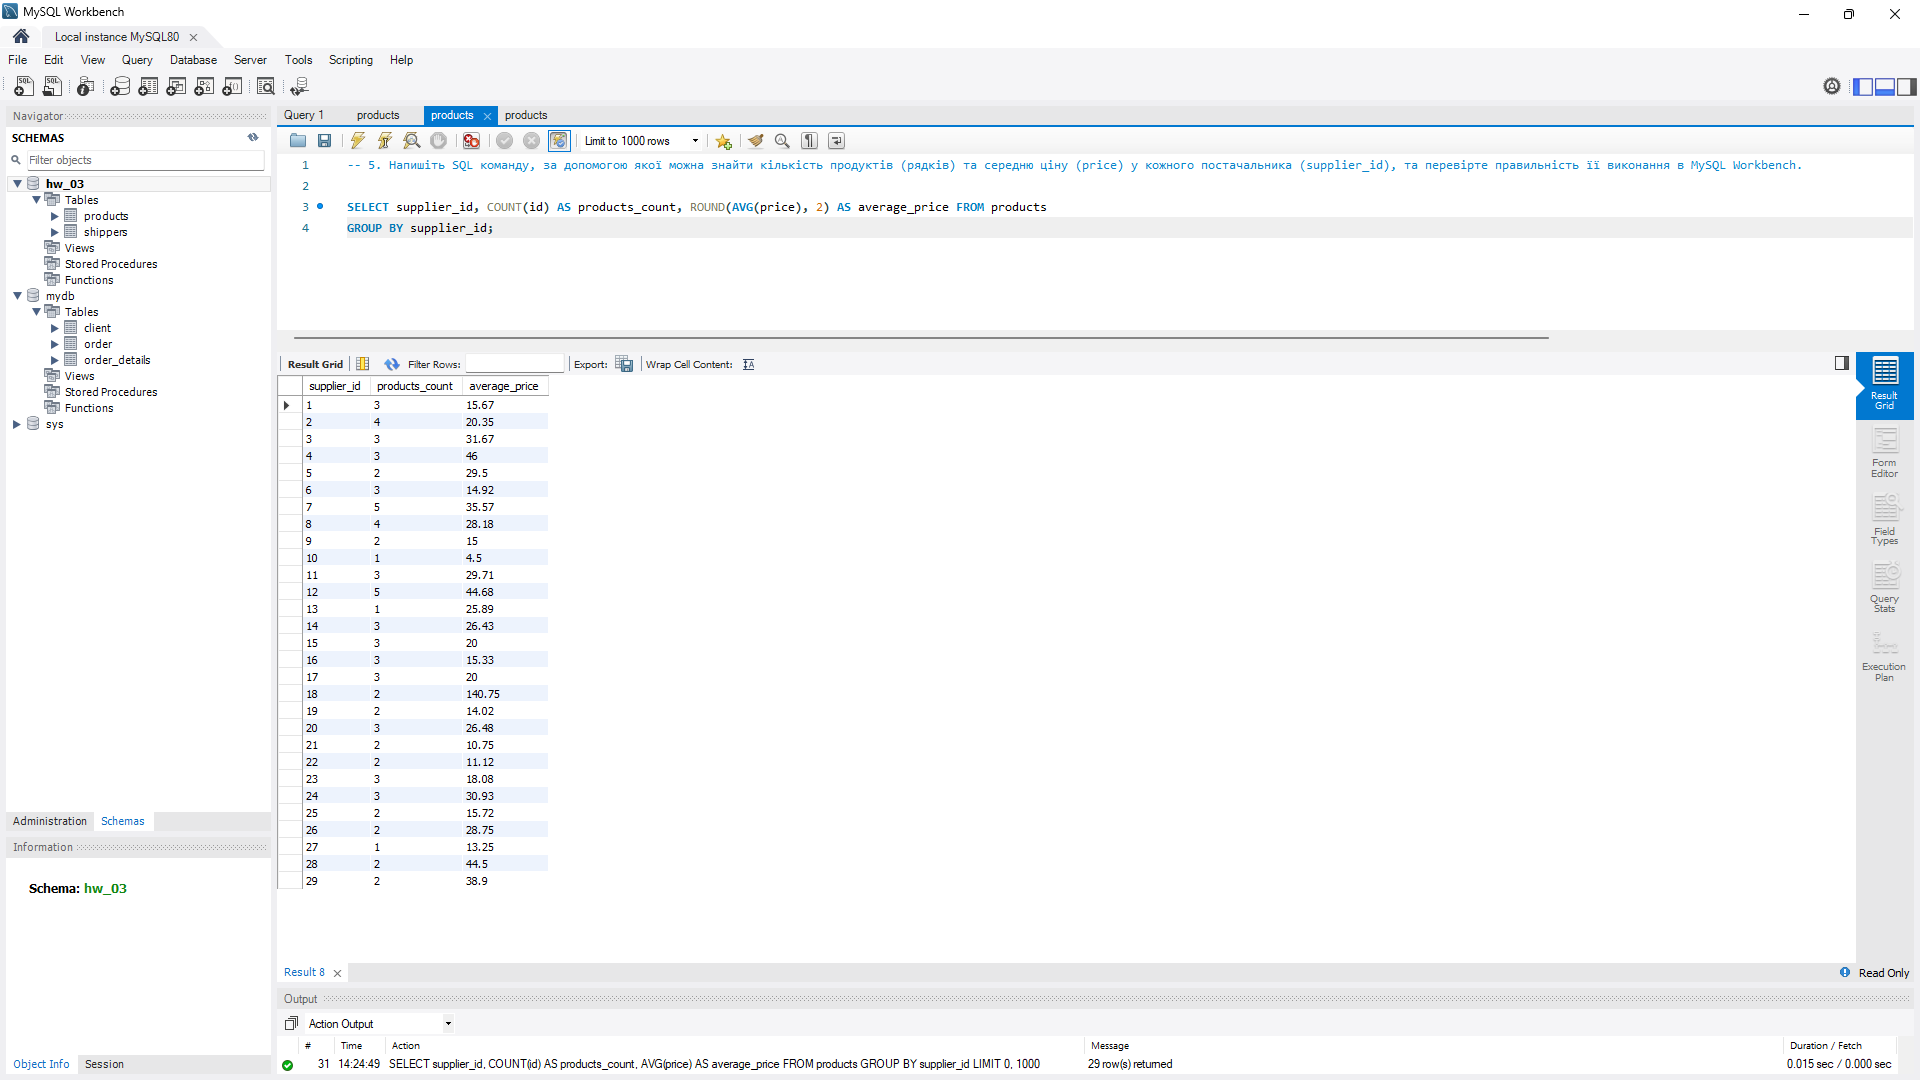 MySQL Workbench
Local instance MySQL80
File Edit View Query Database Server Tools Scripting Help
Navigator
SCHEMAS
Filter objects
hw_03
Tables
products
shippers
Views
Stored Procedures
Functions
mydb
Tables
client
order
order_details
Views
Stored Procedures
Functions
sys
Administration Schemas
Information
Schema: hw_03
Object Info Session
Query 1 products products products
Limit to 1000 rows
1 -- 5. Напишіть SQL команду, за допомогою якої можна знайти кількість продуктів (рядків) та середню ціну (price) у кожного постачальника (supplier_id), та перевірте правильність її виконання в MySQL Workbench.
2
3 SELECT supplier_id, COUNT(id) AS products_count, ROUND(AVG(price), 2) AS average_price FROM products
4 GROUP BY supplier_id;
Result Grid Filter Rows: Export: Wrap Cell Content:
supplier_id products_count average_price
1 3 15.67
2 4 20.35
3 3 31.67
4 3 46
5 2 29.5
6 3 14.92
7 5 35.57
8 4 28.18
9 2 15
10 1 4.5
11 3 29.71
12 5 44.68
13 1 25.89
14 3 26.43
15 3 20
16 3 15.33
17 3 20
18 2 140.75
19 2 14.02
20 3 26.48
21 2 10.75
22 2 11.12
23 3 18.08
24 3 30.93
25 2 15.72
26 2 28.75
27 1 13.25
28 2 44.5
29 2 38.9
Result
Grid
Form
Editor
Field
Types
Query
Stats
Execution
Plan
Result 8
Read Only
Output
Action Output
# Time Action Message Duration / Fetch
31 14:24:49 SELECT supplier_id, COUNT(id) AS products_count, AVG(price) AS average_price FROM products GROUP BY supplier_id LIMIT 0, 1000 29 row(s) returned 0.015 sec / 0.000 sec